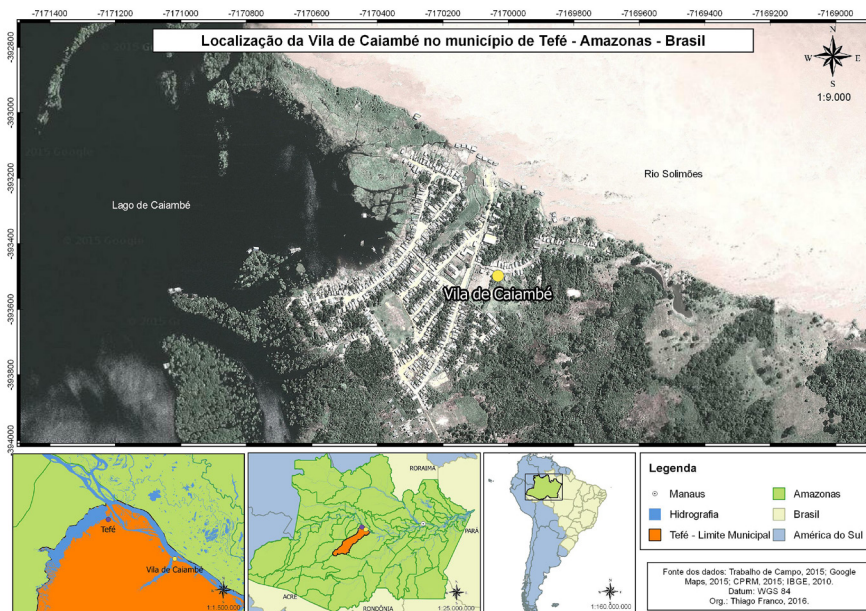 -7171400 -7171200 -7171000 -7170800 -7170600 -7170400 -7170200 -7170000 -7169800 -7169600 -7169400 -7169200 -7169000
Localização da Vila de Caiambé no município de Tefé - Amazonas - Brasil
-392800
-393000
-393200
-393400
-393600
-393800
-394000
N
W E
S
1:9.000
2015 Google
Rio Solimões
Lago de Caiambé
Vila de Caiambé
Tefé
Vila de Caiambé
1:1.500.000
RORAIMA
PARÁ
ACRE
RONDÔNIA
1:25.000.000
1:160.000.000
Legenda
Manaus
Hidrografia
Tefé - Limite Municipal
Amazonas
Brasil
América do Sul
Fonte dos dados: Trabalho de Campo, 2015; Google
Maps, 2015; CPRM, 2015; IBGE, 2010.
Datum: WGS 84
Org.: Thiago Franco, 2016.